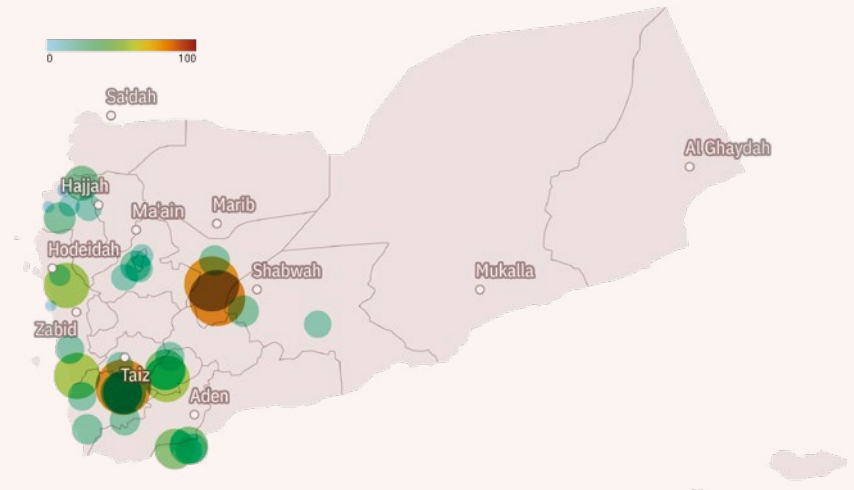 0 100
Sa'dah
Al Ghaydah
Hajjah
Marib
Ma'ain
Hodeidah
Shabwah
Mukalla
Zabid
Taiz
Aden